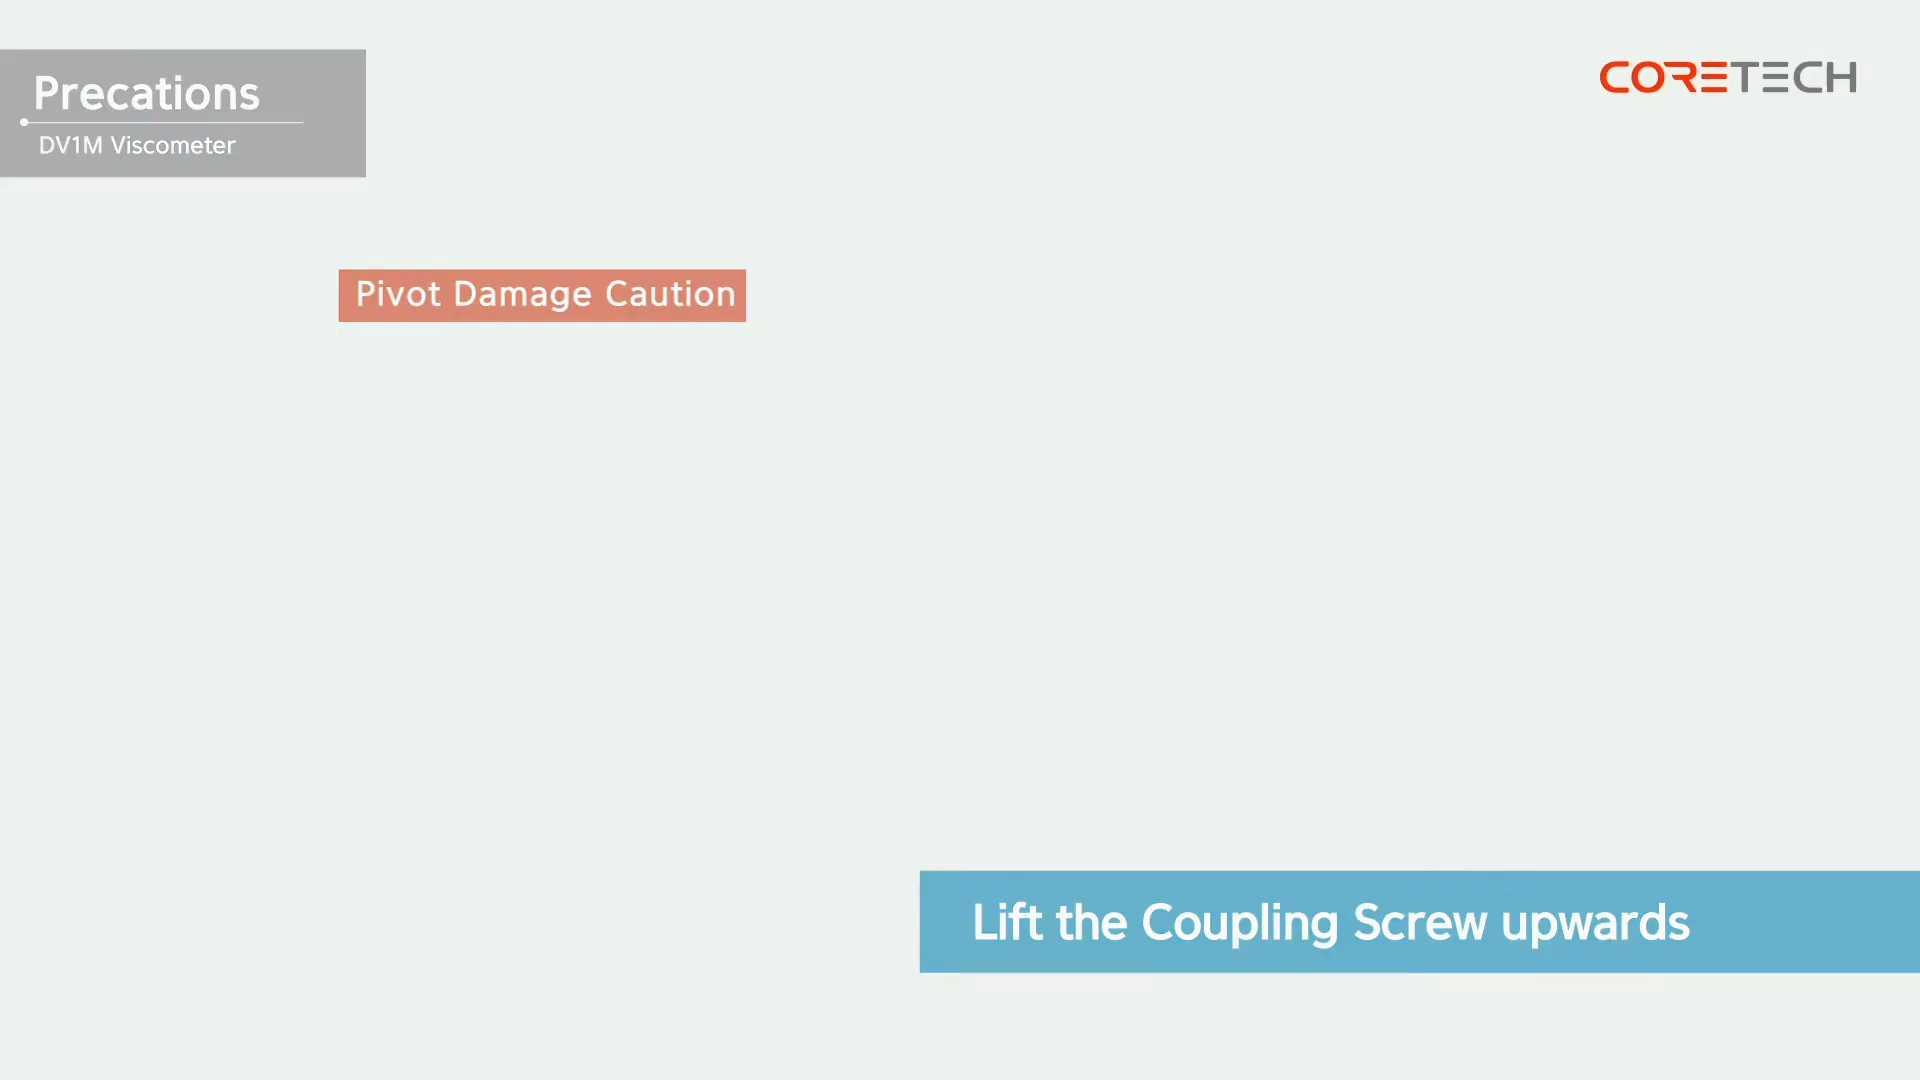 Precations
DV1M Viscometer
CORETECH
Pivot Damage Caution
Lift the Coupling Screw upwards